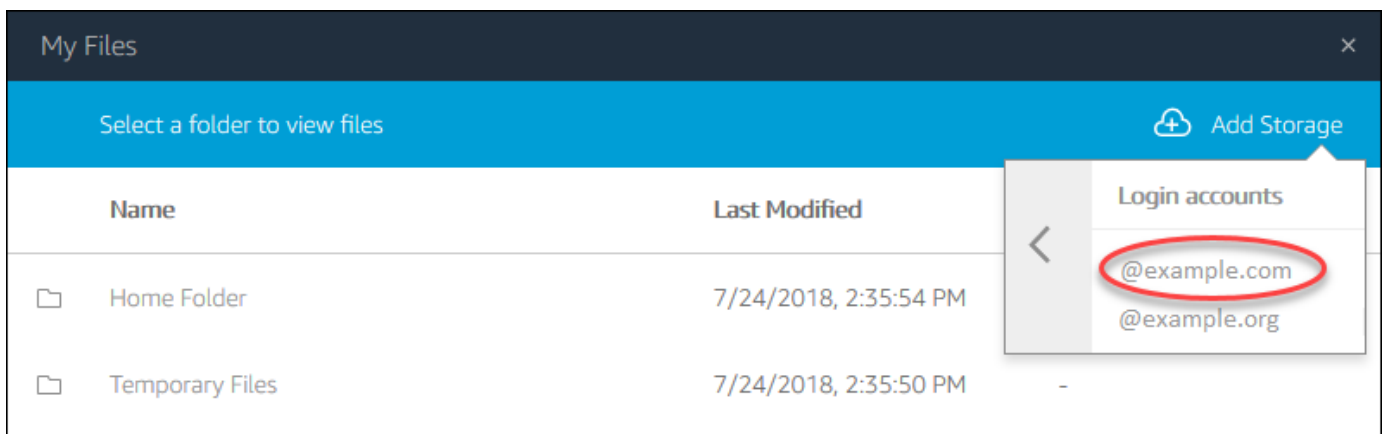 My Files
Select a folder to view files
Add Storage
Name
Last Modified
Login accounts
@example.com
@example.org
Home Folder
7/24/2018, 2:35:54 PM
Temporary Files
7/24/2018, 2:35:50 PM
-